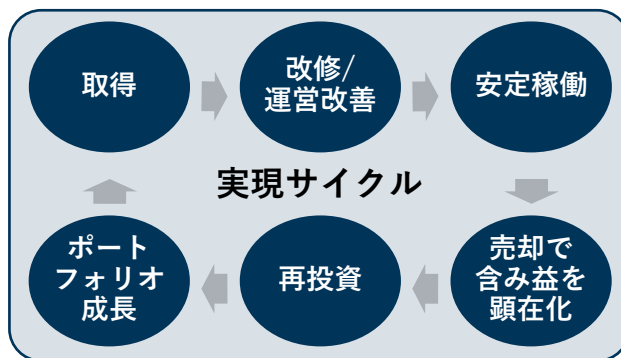 取得
改修/
運営改善
安定稼働
実現サイクル
ポート
フォリオ
成長
再投資
売却で
含み益を
顕在化